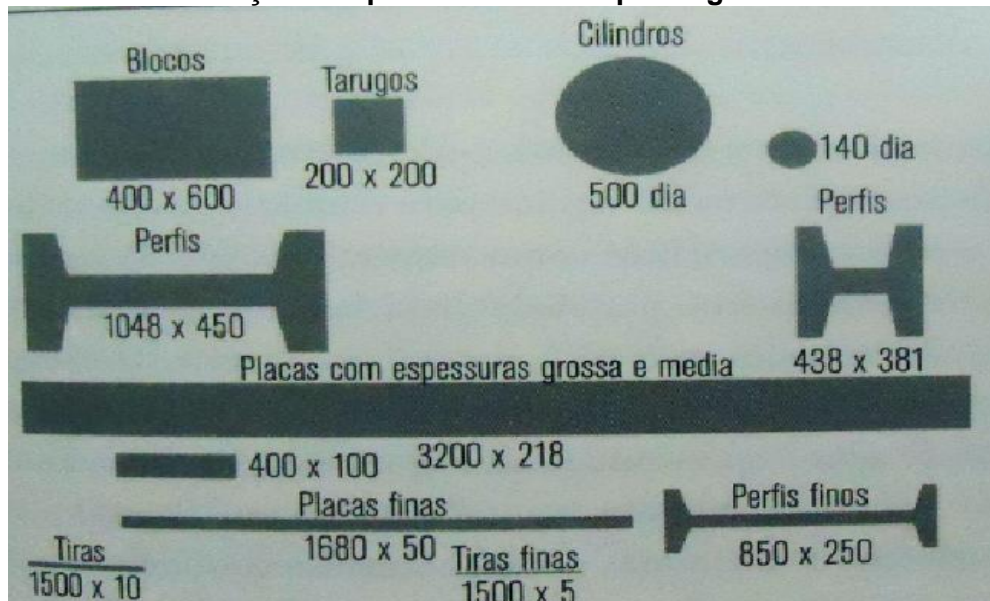 Blocos
400 x 600
Tarugos
200 x 200
Cilindros
500 dia
140 dia
Perfis
1048 x 450
Perfis
438 x 381
Placas com espessuras grossa e media
3200 x 218
400 x 100
Placas finas
1680 x 50
Perfis finos
850 x 250
Tiras
1500 x 10
Tiras finas
1500 x 5